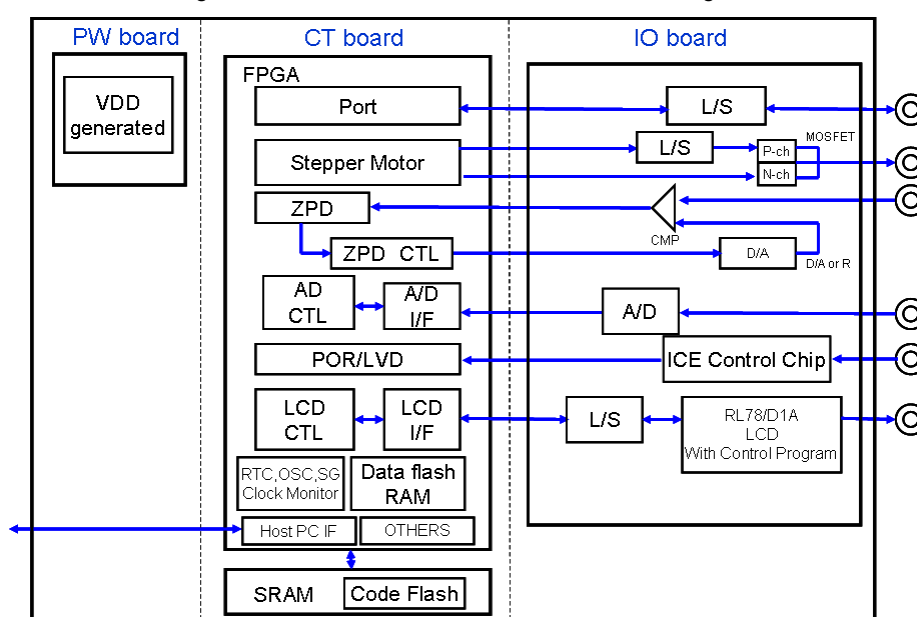 PW board
CT board
IO board
VDD
generated
FPGA
Port
L/S
Stepper Motor
L/S
P-ch
N-ch
MOSFET
ZPD
CMP
ZPD CTL
D/A
D/A or R
AD
CTL
A/D
I/F
A/D
POR/LVD
ICE Control Chip
LCD
CTL
LCD
I/F
L/S
RL78/D1A
LCD
With Control Program
RTC,OSC,SG
Clock Monitor
Data flash
RAM
Host PC IF
OTHERS
SRAM
Code Flash